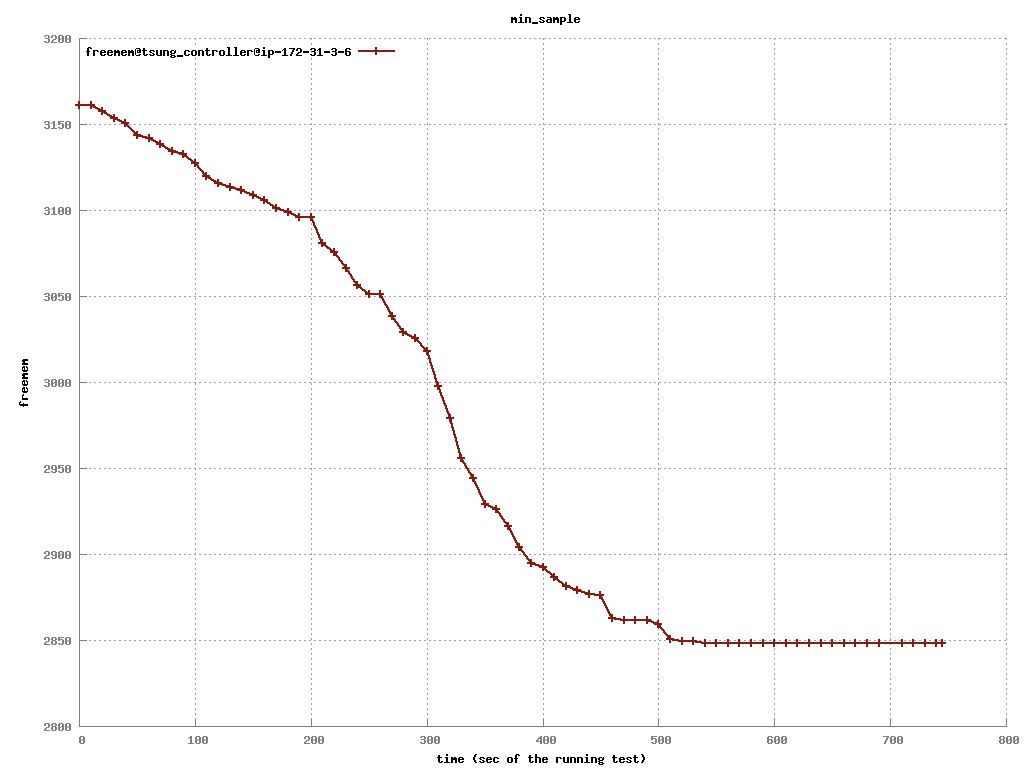 min_sample
freemem@tsung_controller@ip-172-31-3-6
3200
3150
3100
3050
3000
2950
2900
2850
2800
freemem
0 100 200 300 400 500 600 700 800
time (sec of the running test)